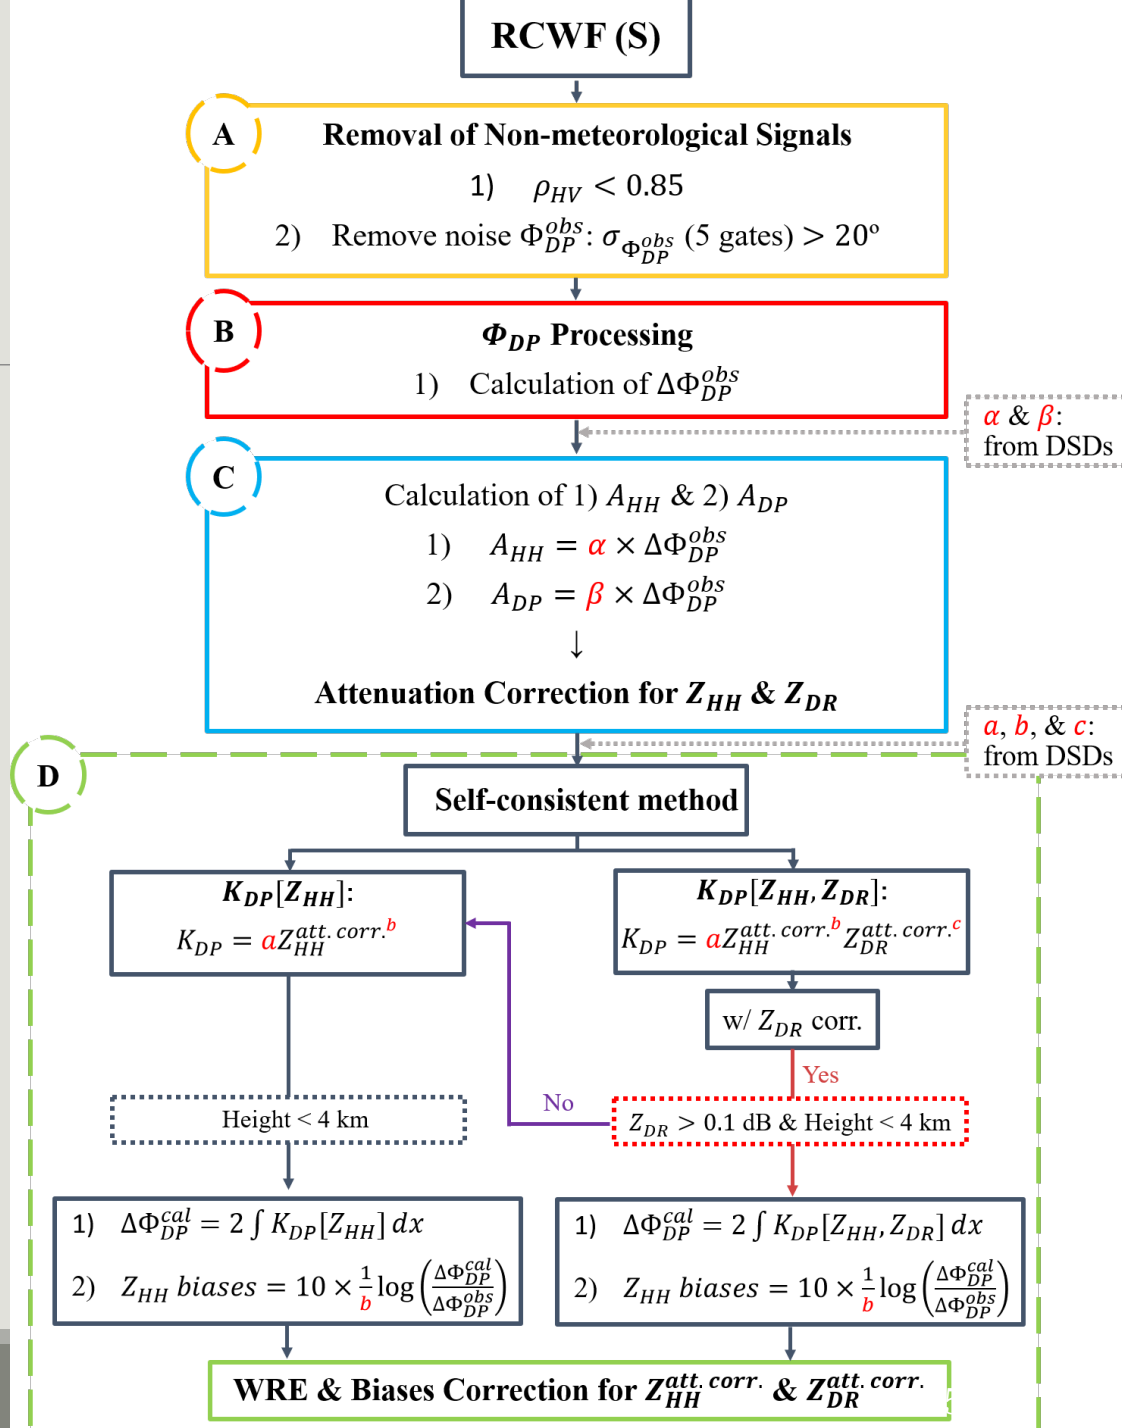 RCWF (S)
A
Removal of Non-meteorological Signals
1) ρ_HV < 0.85
2) Remove noise Φ_DP^obs: σ_Φ_DP^obs (5 gates) > 20º
B
Φ_DP Processing
1) Calculation of ΔΦ_DP^obs
α & β:
from DSDs
C
Calculation of 1) A_HH & 2) A_DP
1) A_HH = α × ΔΦ_DP^obs
2) A_DP = β × ΔΦ_DP^obs
↓
Attenuation Correction for Z_HH & Z_DR
a, b, & c:
from DSDs
D
Self-consistent method
K_DP[Z_HH]:
K_DP = aZ_HH^att.corr.^b
K_DP[Z_HH, Z_DR]:
K_DP = aZ_HH^att.corr.^b Z_DR^att.corr.^c
w/ Z_DR corr.
Yes
No
Height < 4 km
Z_DR > 0.1 dB & Height < 4 km
1) ΔΦ_DP^cal = 2 ∫ K_DP[Z_HH] dx
2) Z_HH biases = 10 × 1/b log (ΔΦ_DP^cal / ΔΦ_DP^obs)
1) ΔΦ_DP^cal = 2 ∫ K_DP[Z_HH, Z_DR] dx
2) Z_HH biases = 10 × 1/b log (ΔΦ_DP^cal / ΔΦ_DP^obs)
WRE & Biases Correction for Z_HH^att.corr. & Z_DR^att.corr.